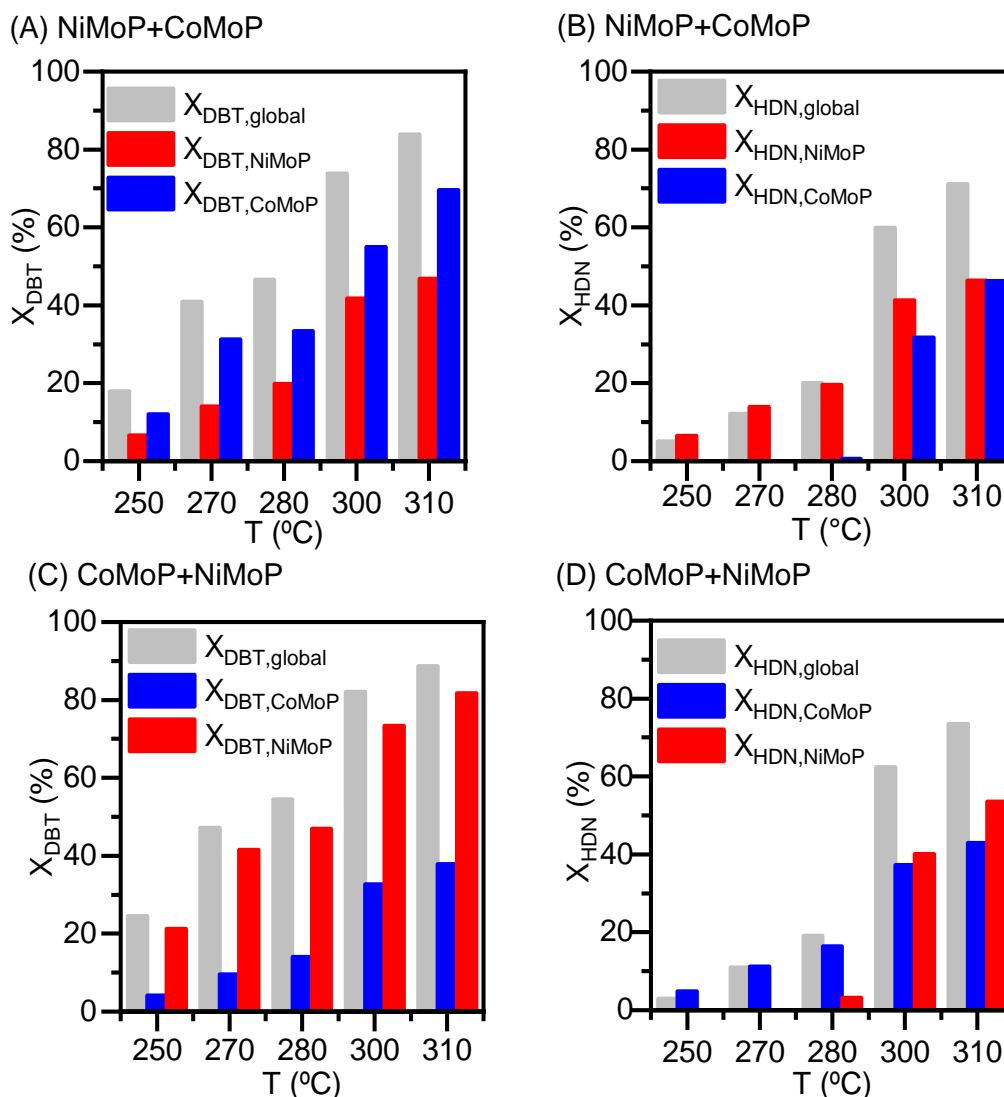 (A) NiMoP+CoMoP
100
80
60
40
20
0
X_DBT (%)
X_DBT,global
X_DBT,NiMoP
X_DBT,CoMoP
250 270 280 300 310
T (ºC)
(B) NiMoP+CoMoP
100
80
60
40
20
0
X_HDN (%)
X_HDN,global
X_HDN,NiMoP
X_HDN,CoMoP
250 270 280 300 310
T (°C)
(C) CoMoP+NiMoP
100
80
60
40
20
0
X_DBT (%)
X_DBT,global
X_DBT,CoMoP
X_DBT,NiMoP
250 270 280 300 310
T (ºC)
(D) CoMoP+NiMoP
100
80
60
40
20
0
X_HDN (%)
X_HDN,global
X_HDN,CoMoP
X_HDN,NiMoP
250 270 280 300 310
T (ºC)